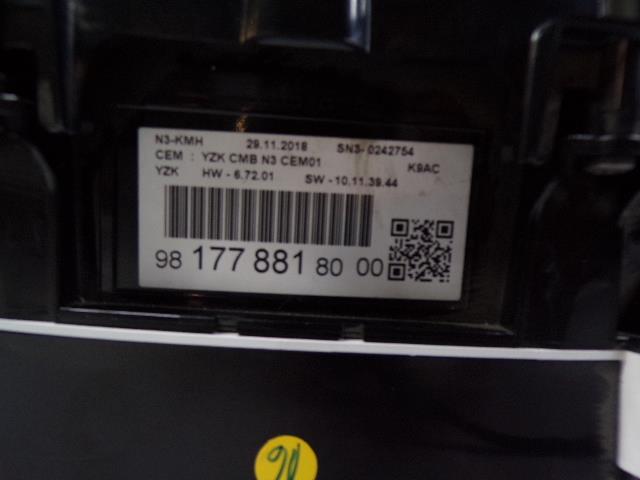 N3-KMH 29.11.2018 SN3- 0242754
CEM : YZK CMB N3 CEM01 K9AC
YZK HW - 6.72.01 SW - 10.11.39.44
98 177 881 80 00